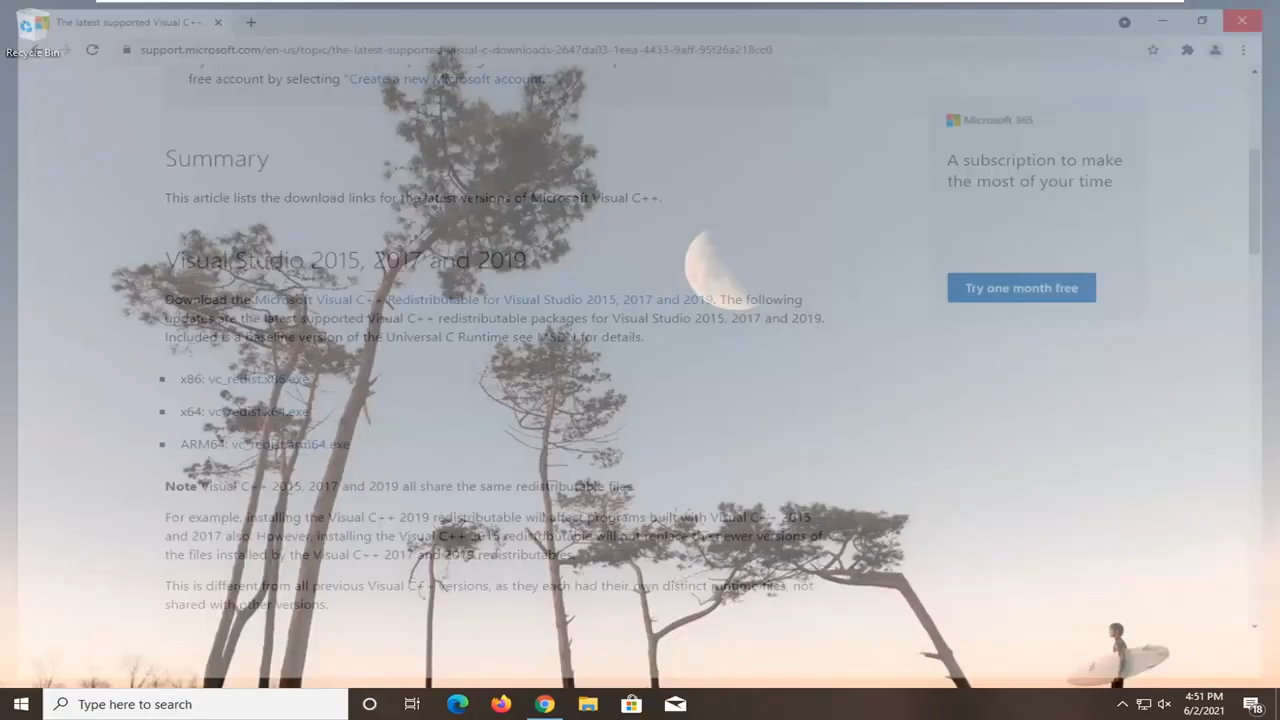 The latest supported Visual C++
Recycle Bin
support.microsoft.com/en-us/topic/the-latest-supported-visual-c-downloads-2647da03-1eea-4433-9aff-95f26a218cc0
free account by selecting "Create a new Microsoft account."
Microsoft 365
A subscription to make
the most of your time
Try one month free
Summary
This article lists the download links for the latest versions of Microsoft Visual C++.
Visual Studio 2015, 2017 and 2019
Download the Microsoft Visual C++ Redistributable for Visual Studio 2015, 2017 and 2019. The following
updates are the latest supported Visual C++ redistributable packages for Visual Studio 2015, 2017 and 2019.
Included is a baseline version of the Universal C Runtime see MSDN for details.
x86: vc_redist.x86.exe
x64: vc_redist.x64.exe
ARM64: vc_redist.arm64.exe
Note Visual C++ 2015, 2017 and 2019 all share the same redistributable files.
For example, installing the Visual C++ 2019 redistributable will affect programs built with Visual C++ 2015
and 2017 also. However, installing the Visual C++ 2015 redistributable will not replace the newer versions of
the files installed by the Visual C++ 2017 and 2019 redistributables.
This is different from all previous Visual C++ versions, as they each had their own distinct runtime files, not
shared with other versions.
Type here to search
4:51 PM
6/2/2021
18